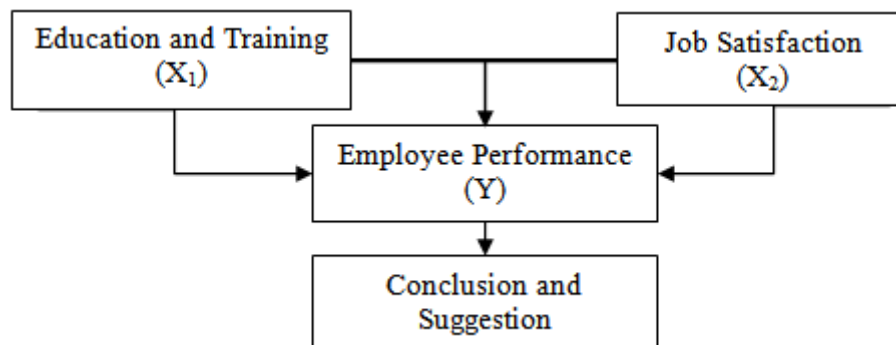 Education and Training
(X₁)
Job Satisfaction
(X₂)
Employee Performance
(Y)
Conclusion and
Suggestion